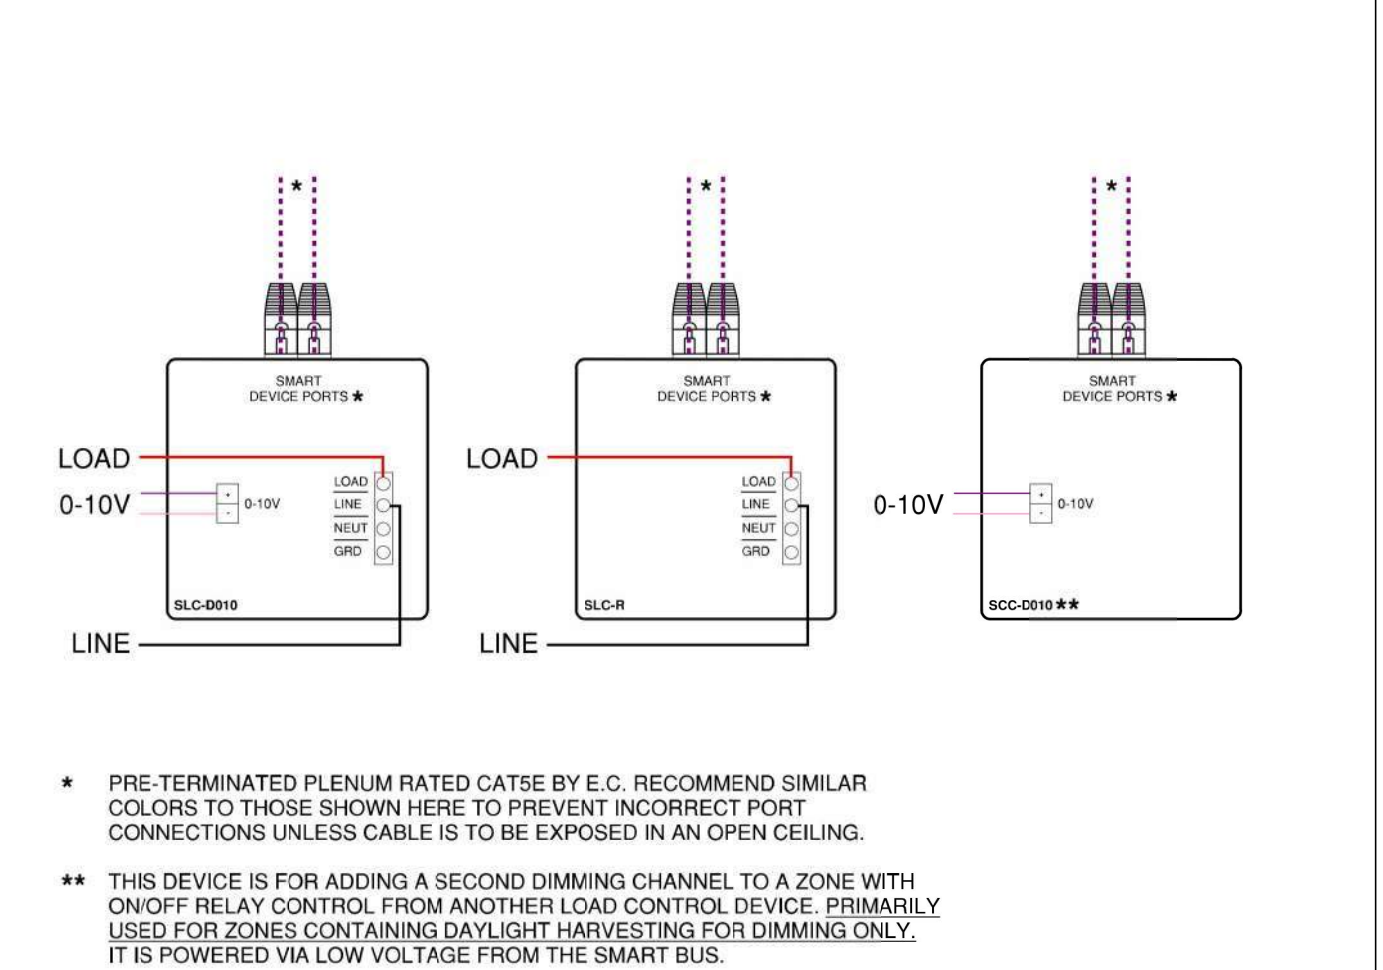 * * *
SMART
DEVICE PORTS *
LOAD
0-10V
+
-
0-10V
LOAD
LINE
NEUT
GRD
SLC-D010
LINE
SMART
DEVICE PORTS *
LOAD
LOAD
LINE
NEUT
GRD
SLC-R
LINE
SMART
DEVICE PORTS *
0-10V
+
-
0-10V
SCC-D010 **
* PRE-TERMINATED PLENUM RATED CAT5E BY E.C. RECOMMEND SIMILAR
COLORS TO THOSE SHOWN HERE TO PREVENT INCORRECT PORT
CONNECTIONS UNLESS CABLE IS TO BE EXPOSED IN AN OPEN CEILING.
** THIS DEVICE IS FOR ADDING A SECOND DIMMING CHANNEL TO A ZONE WITH
ON/OFF RELAY CONTROL FROM ANOTHER LOAD CONTROL DEVICE. PRIMARILY
USED FOR ZONES CONTAINING DAYLIGHT HARVESTING FOR DIMMING ONLY.
IT IS POWERED VIA LOW VOLTAGE FROM THE SMART BUS.